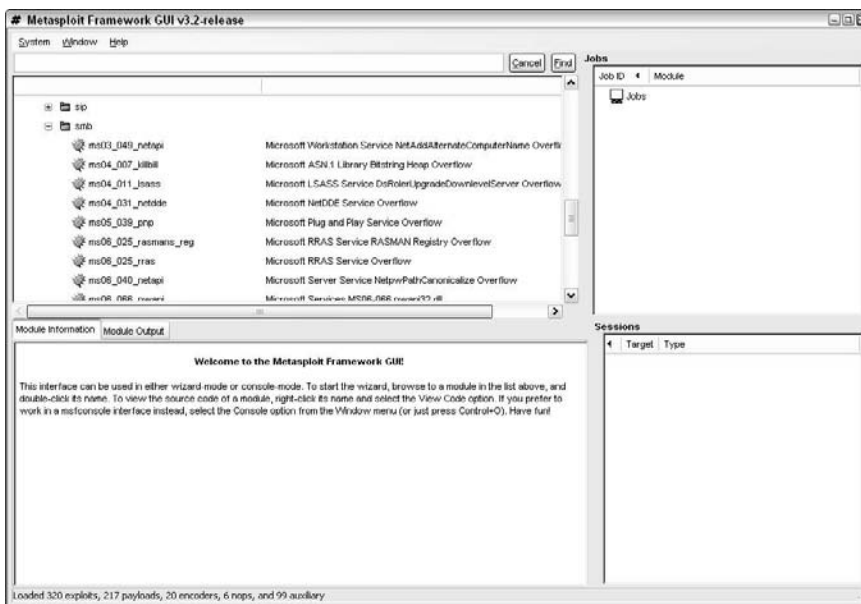 # Metasploit Framework GUI v3.2-release
System Window Help
Cancel Find
sip
smb
ms03_049_netapi Microsoft Workstation Service NetAddAlternateComputerName Overfl
ms04_007_killbill Microsoft ASN.1 Library Bitstring Heap Overflow
ms04_011_lsass Microsoft LSASS Service DsRolerUpgradeDownlevelServer Overflow
ms04_031_netdde Microsoft NetDDE Service Overflow
ms05_039_pnp Microsoft Plug and Play Service Overflow
ms06_025_rasmans_reg Microsoft RRAS Service RASMAN Registry Overflow
ms06_025_rras Microsoft RRAS Service Overflow
ms06_040_netapi Microsoft Server Service NetpwPathCanonicalize Overflow
ms06_066_nwapi Microsoft Services MS06-066 nwapi32.dll
Jobs
Job ID Module
Jobs
Module Information Module Output
Welcome to the Metasploit Framework GUI!
This interface can be used in either wizard-mode or console-mode. To start the wizard, browse to a module in the list above, and
double-click its name. To view the source code of a module, right-click its name and select the View Code option. If you prefer to
work in a msfconsole interface instead, select the Console option from the Window menu (or just press Control+O). Have fun!
Sessions
Target Type
Loaded 320 exploits, 217 payloads, 20 encoders, 6 nops, and 99 auxiliary